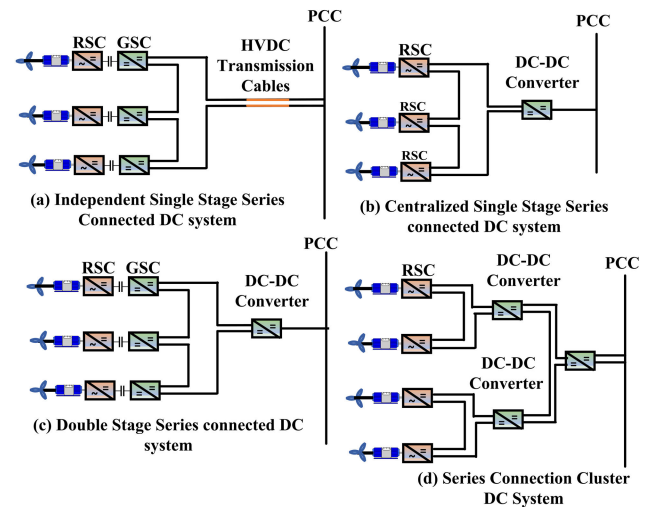 PCC
RSC GSC
HVDC
Transmission
Cables
(a) Independent Single Stage Series
Connected DC system
PCC
RSC
DC-DC
Converter
RSC
RSC
(b) Centralized Single Stage Series
connected DC system
PCC
RSC GSC
DC-DC
Converter
(c) Double Stage Series connected DC
system
DC-DC
Converter
PCC
RSC
DC-DC
Converter
(d) Series Connection Cluster
DC System